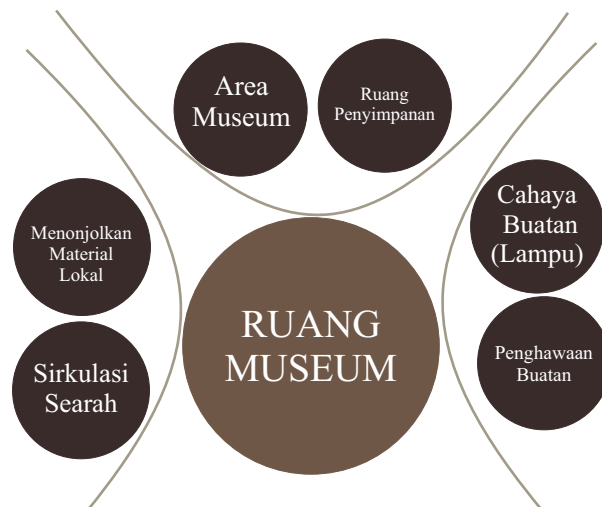 Area
Museum
Ruang
Penyimpanan
Menonjolkan
Material
Lokal
Sirkulasi
Searah
RUANG
MUSEUM
Cahaya
Buatan
(Lampu)
Penghawaan
Buatan